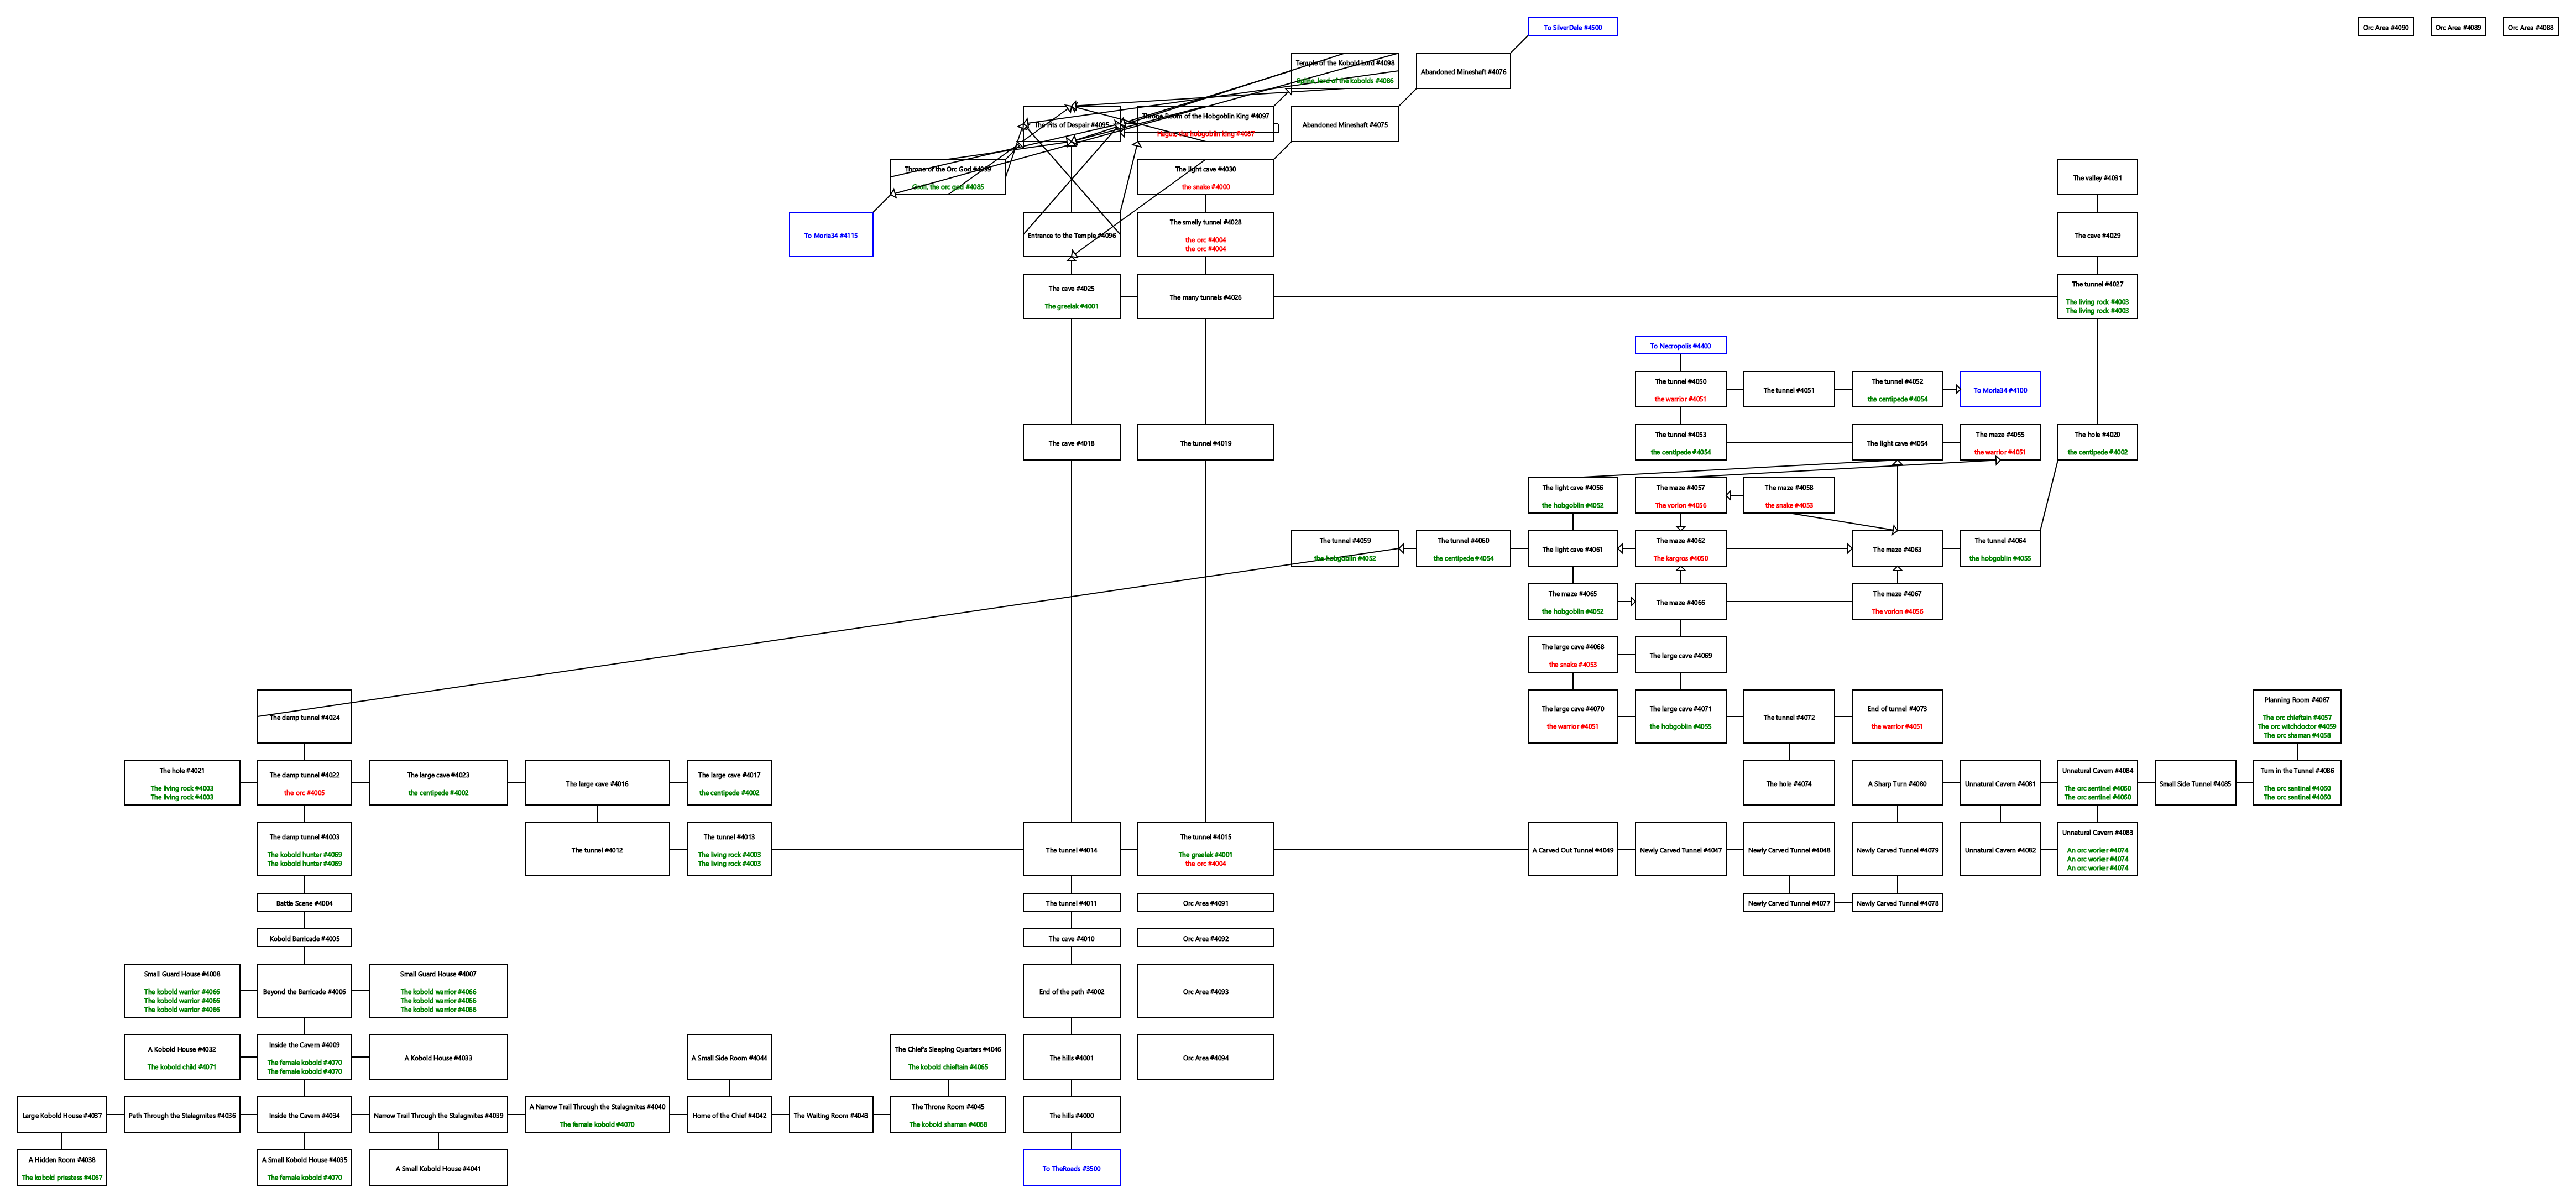 To SilverDale #4500
Orc Area #4090
Orc Area #4089
Orc Area #4088
Temple of the Kobold Lord #4098
lord of the kobolds #4086
Abandoned Mineshaft #4076
The Pits of Despair #4095
Throne Room of the Hobgoblin King #4097
the hobgoblin king #4087
Abandoned Mineshaft #4075
Throne of the Orc God #4099
the orc god #4085
The light cave #4030
the snake #4000
The valley #4031
To Moria34 #4115
Entrance to the Temple #4096
The smelly tunnel #4028
the orc #4004
the orc #4004
The cave #4029
The cave #4025
The greelak #4001
The many tunnels #4026
The tunnel #4027
The living rock #4003
The living rock #4003
To Necropolis #4400
The tunnel #4050
the warrior #4051
The tunnel #4051
The tunnel #4052
the centipede #4054
To Moria34 #4100
The cave #4018
The tunnel #4019
The tunnel #4053
the centipede #4054
The light cave #4054
The maze #4055
the warrior #4051
The hole #4020
the centipede #4002
The light cave #4056
the hobgoblin #4052
The maze #4057
The vorlon #4056
The maze #4058
the snake #4053
The tunnel #4059
the hobgoblin #4052
The tunnel #4060
the centipede #4054
The light cave #4061
The maze #4062
The kargros #4050
The maze #4063
The tunnel #4064
the hobgoblin #4055
The maze #4065
the hobgoblin #4052
The maze #4066
The maze #4067
The vorlon #4056
The large cave #4068
the snake #4053
The large cave #4069
The damp tunnel #4024
The large cave #4070
the warrior #4051
The large cave #4071
the hobgoblin #4055
The tunnel #4072
End of tunnel #4073
the warrior #4051
Planning Room #4087
The orc chieftain #4057
The orc witchdoctor #4059
The orc shaman #4058
The hole #4021
The living rock #4003
The living rock #4003
The damp tunnel #4022
the orc #4005
The large cave #4023
the centipede #4002
The large cave #4016
The large cave #4017
the centipede #4002
The hole #4074
A Sharp Turn #4080
Unnatural Cavern #4081
Unnatural Cavern #4084
The orc sentinel #4060
The orc sentinel #4060
Small Side Tunnel #4085
Turn in the Tunnel #4086
The orc sentinel #4060
The orc sentinel #4060
The damp tunnel #4003
The kobold hunter #4069
The kobold hunter #4069
The tunnel #4012
The tunnel #4013
The living rock #4003
The living rock #4003
The tunnel #4014
The tunnel #4015
The greelak #4001
the orc #4004
A Carved Out Tunnel #4049
Newly Carved Tunnel #4047
Newly Carved Tunnel #4048
Newly Carved Tunnel #4079
Unnatural Cavern #4082
Unnatural Cavern #4083
An orc worker #4074
An orc worker #4074
An orc worker #4074
Battle Scene #4004
The tunnel #4011
Orc Area #4091
Newly Carved Tunnel #4077
Newly Carved Tunnel #4078
Kobold Barricade #4005
The cave #4010
Orc Area #4092
Small Guard House #4008
The kobold warrior #4066
The kobold warrior #4066
The kobold warrior #4066
Beyond the Barricade #4006
Small Guard House #4007
The kobold warrior #4066
The kobold warrior #4066
The kobold warrior #4066
End of the path #4002
Orc Area #4093
A Kobold House #4032
The kobold child #4071
Inside the Cavern #4009
The female kobold #4070
The female kobold #4070
A Kobold House #4033
A Small Side Room #4044
The Chief's Sleeping Quarters #4046
The kobold chieftain #4065
The hills #4001
Orc Area #4094
Large Kobold House #4037
Path Through the Stalagmites #4036
Inside the Cavern #4034
Narrow Trail Through the Stalagmites #4039
A Narrow Trail Through the Stalagmites #4040
The female kobold #4070
Home of the Chief #4042
The Waiting Room #4043
The Throne Room #4045
The kobold shaman #4068
The hills #4000
A Hidden Room #4038
The kobold priestess #4067
A Small Kobold House #4035
The female kobold #4070
A Small Kobold House #4041
To TheRoads #3500